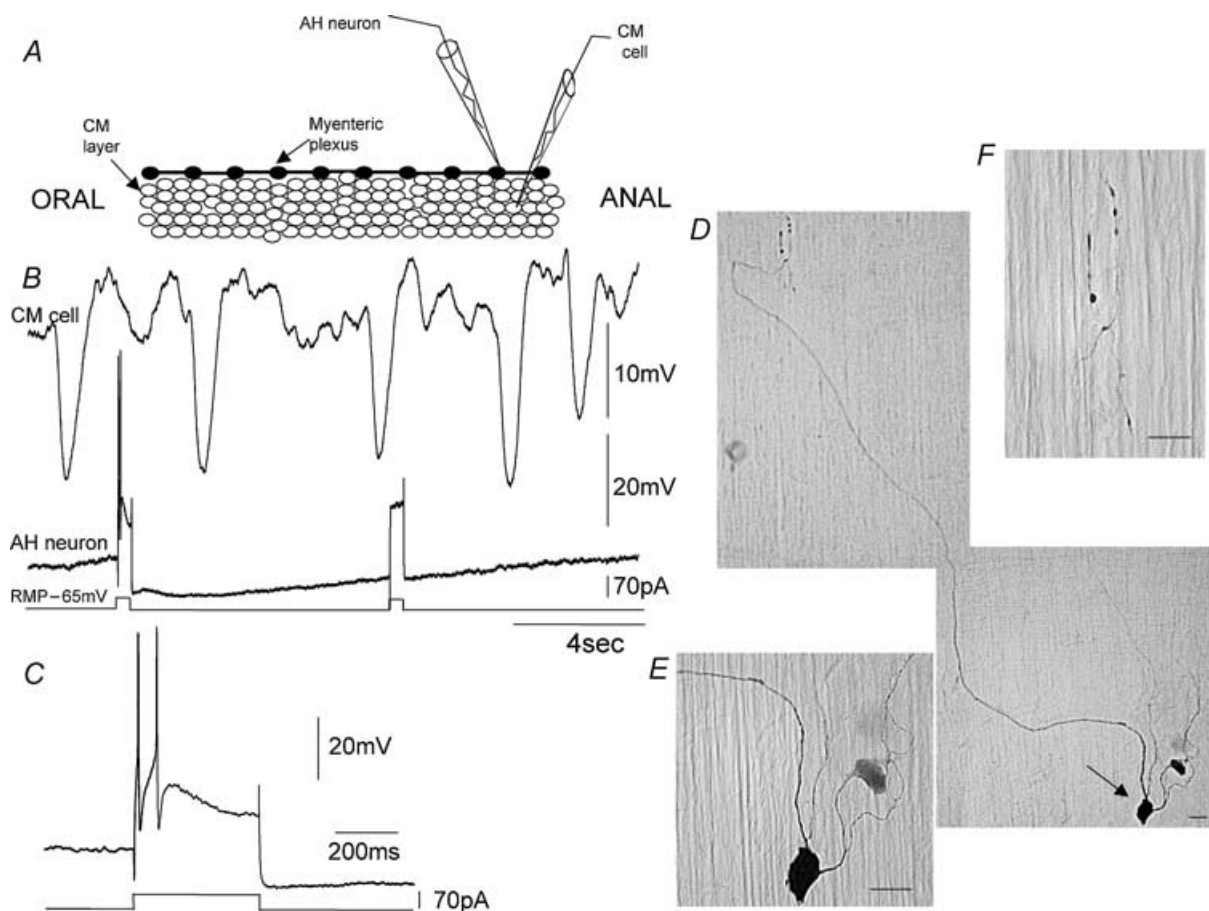 A
AH neuron
CM
cell
CM
layer
Myenteric
plexus
ORAL
ANAL
B
CM cell
10mV
20mV
AH neuron
RMP–65mV
70pA
4sec
C
20mV
200ms
70pA
D
E
F